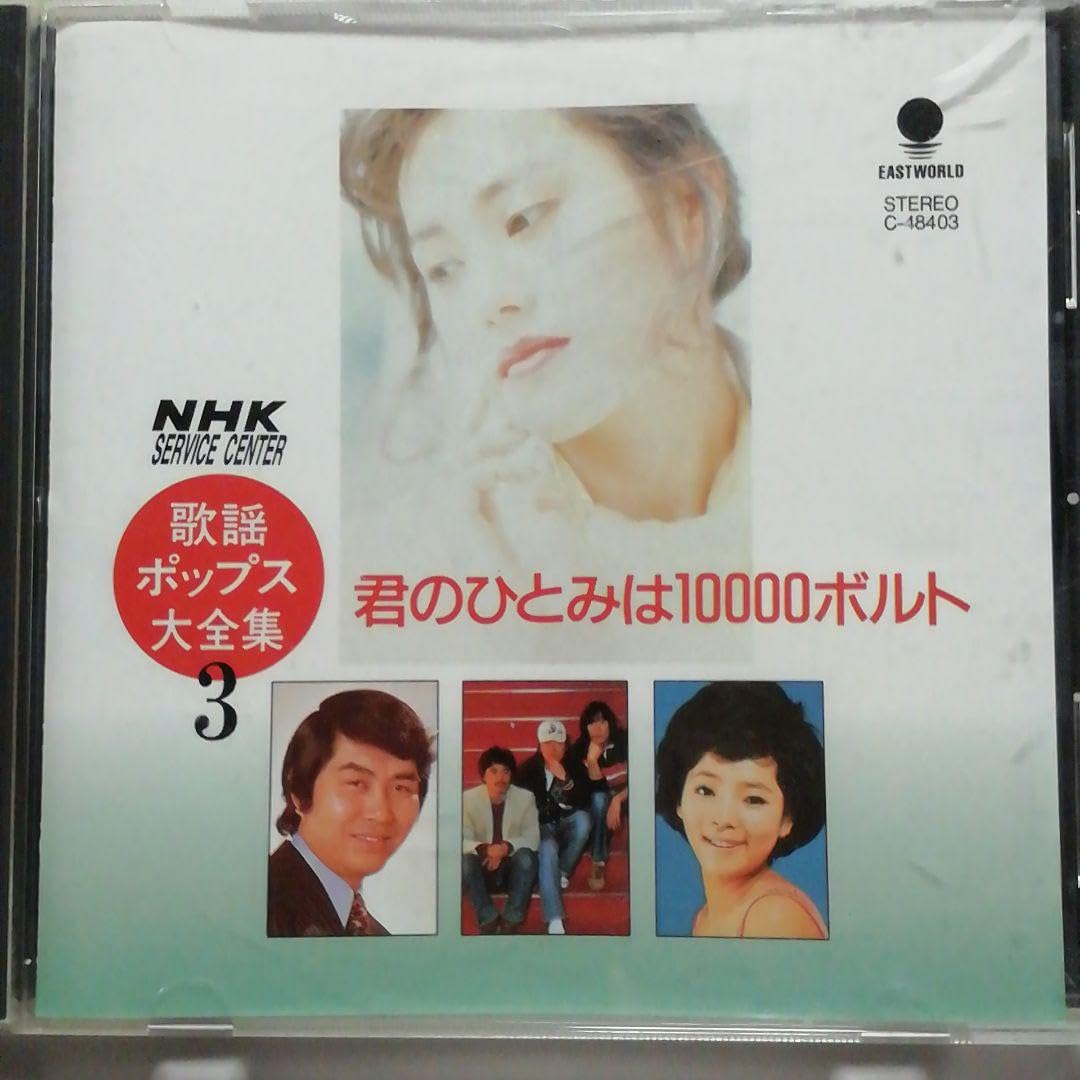 EASTWORLD
STEREO
C-48403
NHK
SERVICE CENTER
歌謡
ポップス
大全集
3
君のひとみは10000ボルト